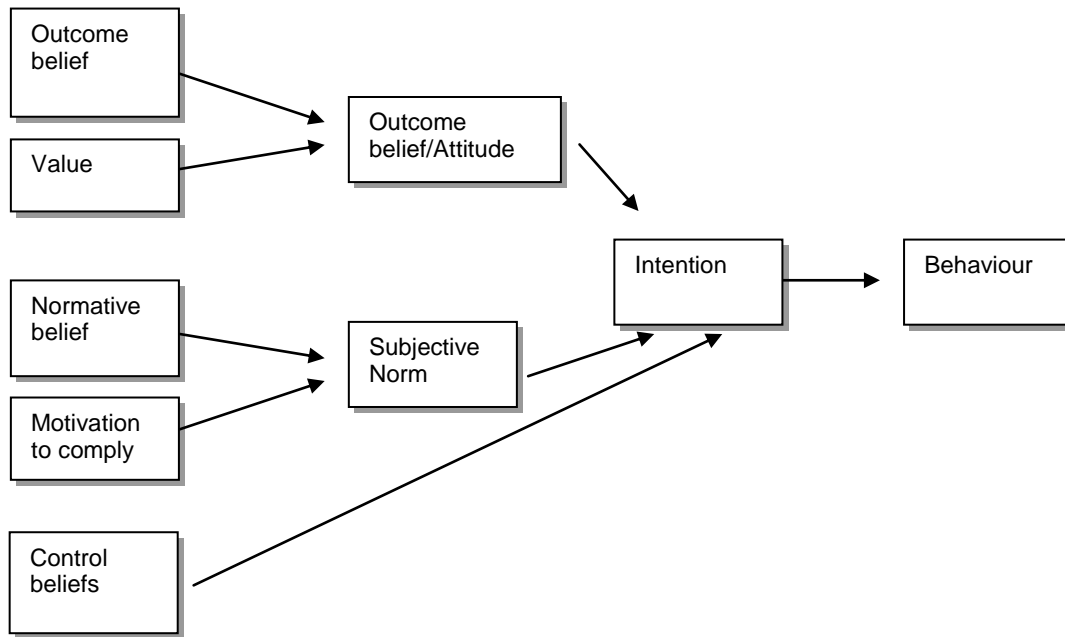 Outcome
belief
Value
Outcome
belief/Attitude
Intention
Behaviour
Normative
belief
Subjective
Norm
Motivation
to comply
Control
beliefs